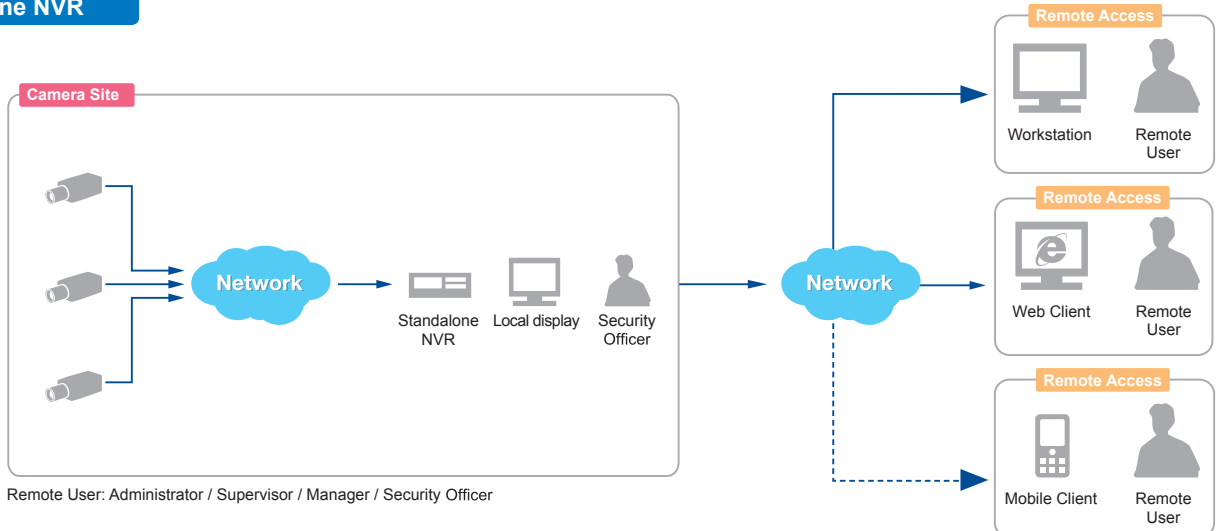 ne NVR
Camera Site
Network
Standalone
NVR
Local display
Security
Officer
Network
Remote Access
Workstation
Remote
User
Remote Access
Web Client
Remote
User
Remote Access
Mobile Client
Remote
User
Remote User: Administrator / Supervisor / Manager / Security Officer